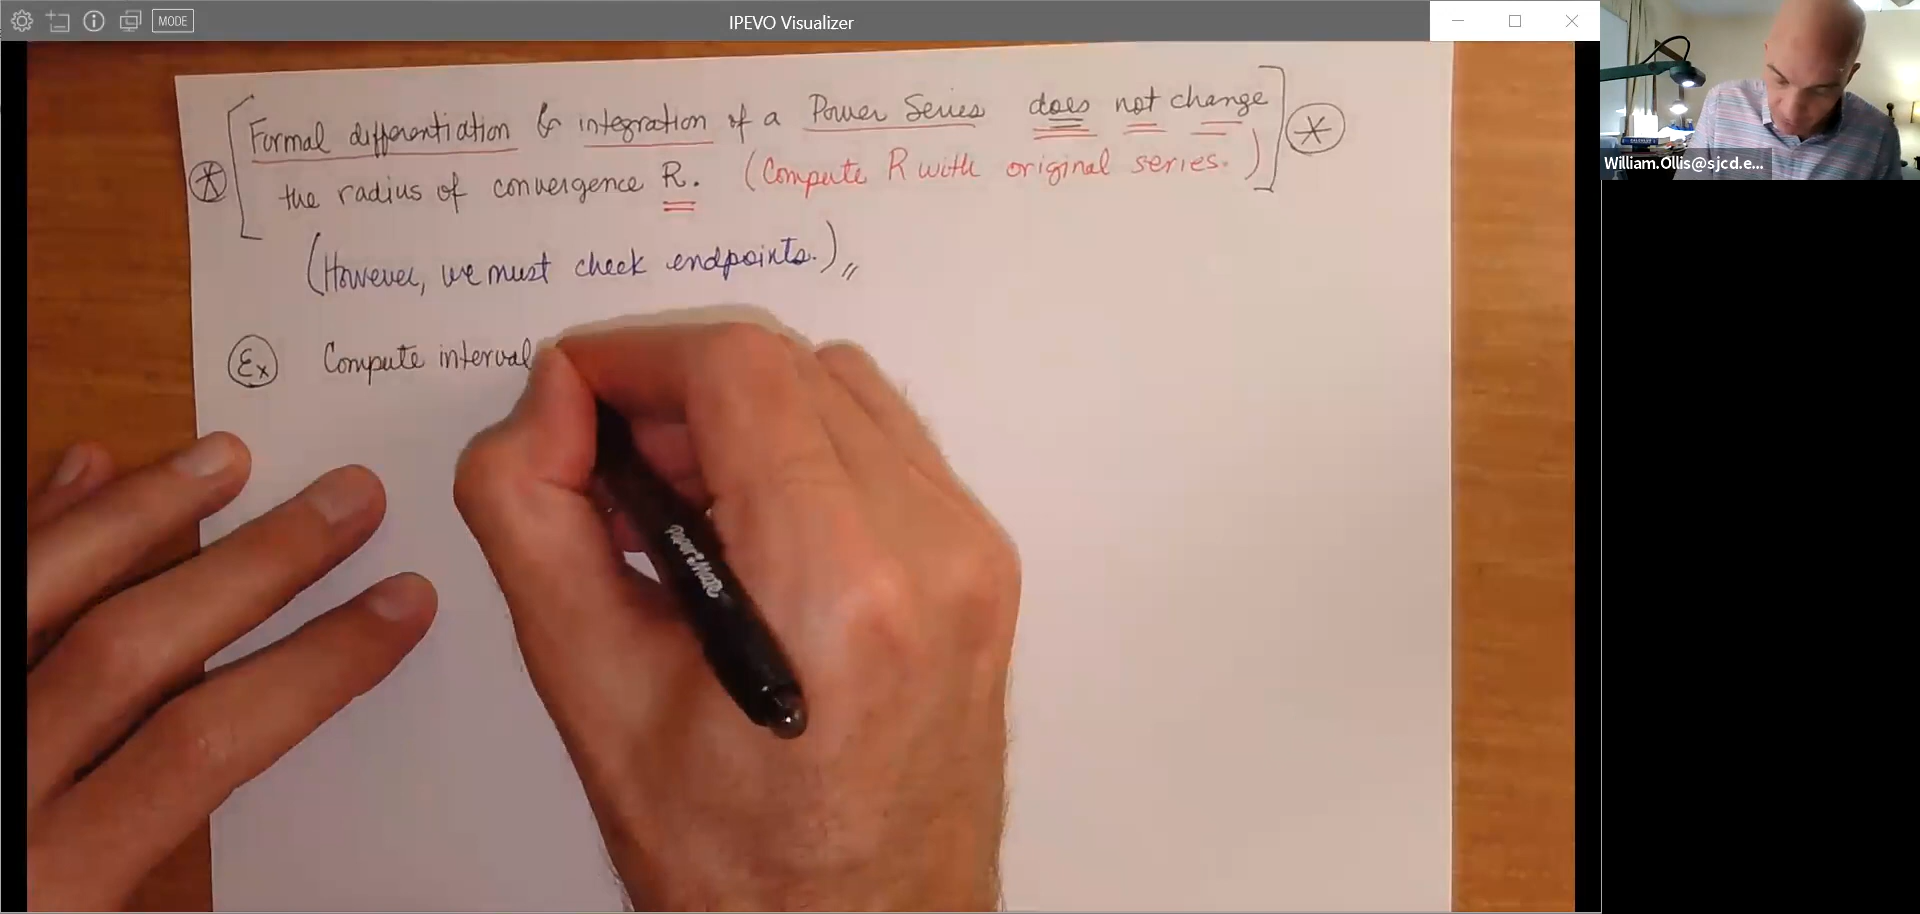 MODE
IPEVO Visualizer
Formal differentiation & integration of a Power Series does not change
the radius of convergence R. (Compute R with original series.)
(However, we must check endpoints.)
Ex Compute interval
Paper Mate
William.Ollis@sjcd.e...